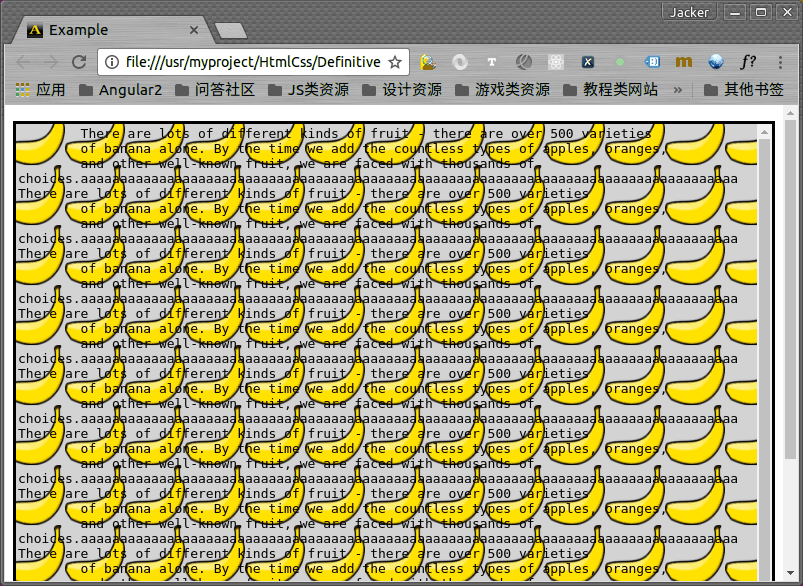 Jacker
Example
file:///usr/myproject/HtmlCss/Definitive
应用 Angular2 问答社区 JS类资源 设计资源 游戏类资源 教程类网站 » 其他书签
There are lots of different kinds of fruit - there are over 500 varieties
of banana alone. By the time we add the countless types of apples, oranges,
and other well-known fruit, we are faced with thousands of
choices.aaaaaaaaaaaaaaaaaaaaaaaaaaaaaaaaaaaaaaaaaaaaaaaaaaaaaaaaaaaaaaaaaaaaaaaaaaaaaaaaaaaa
There are lots of different kinds of fruit - there are over 500 varieties
of banana alone. By the time we add the countless types of apples, oranges,
and other well-known fruit, we are faced with thousands of
choices.aaaaaaaaaaaaaaaaaaaaaaaaaaaaaaaaaaaaaaaaaaaaaaaaaaaaaaaaaaaaaaaaaaaaaaaaaaaaaaaaaaaa
There are lots of different kinds of fruit - there are over 500 varieties
of banana alone. By the time we add the countless types of apples, oranges,
and other well-known fruit, we are faced with thousands of
choices.aaaaaaaaaaaaaaaaaaaaaaaaaaaaaaaaaaaaaaaaaaaaaaaaaaaaaaaaaaaaaaaaaaaaaaaaaaaaaaaaaaaa
There are lots of different kinds of fruit - there are over 500 varieties
of banana alone. By the time we add the countless types of apples, oranges,
and other well-known fruit, we are faced with thousands of
choices.aaaaaaaaaaaaaaaaaaaaaaaaaaaaaaaaaaaaaaaaaaaaaaaaaaaaaaaaaaaaaaaaaaaaaaaaaaaaaaaaaaaa
There are lots of different kinds of fruit - there are over 500 varieties
of banana alone. By the time we add the countless types of apples, oranges,
and other well-known fruit, we are faced with thousands of
choices.aaaaaaaaaaaaaaaaaaaaaaaaaaaaaaaaaaaaaaaaaaaaaaaaaaaaaaaaaaaaaaaaaaaaaaaaaaaaaaaaaaaa
There are lots of different kinds of fruit - there are over 500 varieties
of banana alone. By the time we add the countless types of apples, oranges,
and other well-known fruit, we are faced with thousands of
choices.aaaaaaaaaaaaaaaaaaaaaaaaaaaaaaaaaaaaaaaaaaaaaaaaaaaaaaaaaaaaaaaaaaaaaaaaaaaaaaaaaaaa
There are lots of different kinds of fruit - there are over 500 varieties
of banana alone. By the time we add the countless types of apples, oranges,
and other well-known fruit, we are faced with thousands of
choices.aaaaaaaaaaaaaaaaaaaaaaaaaaaaaaaaaaaaaaaaaaaaaaaaaaaaaaaaaaaaaaaaaaaaaaaaaaaaaaaaaaaa
There are lots of different kinds of fruit - there are over 500 varieties
of banana alone. By the time we add the countless types of apples, oranges,